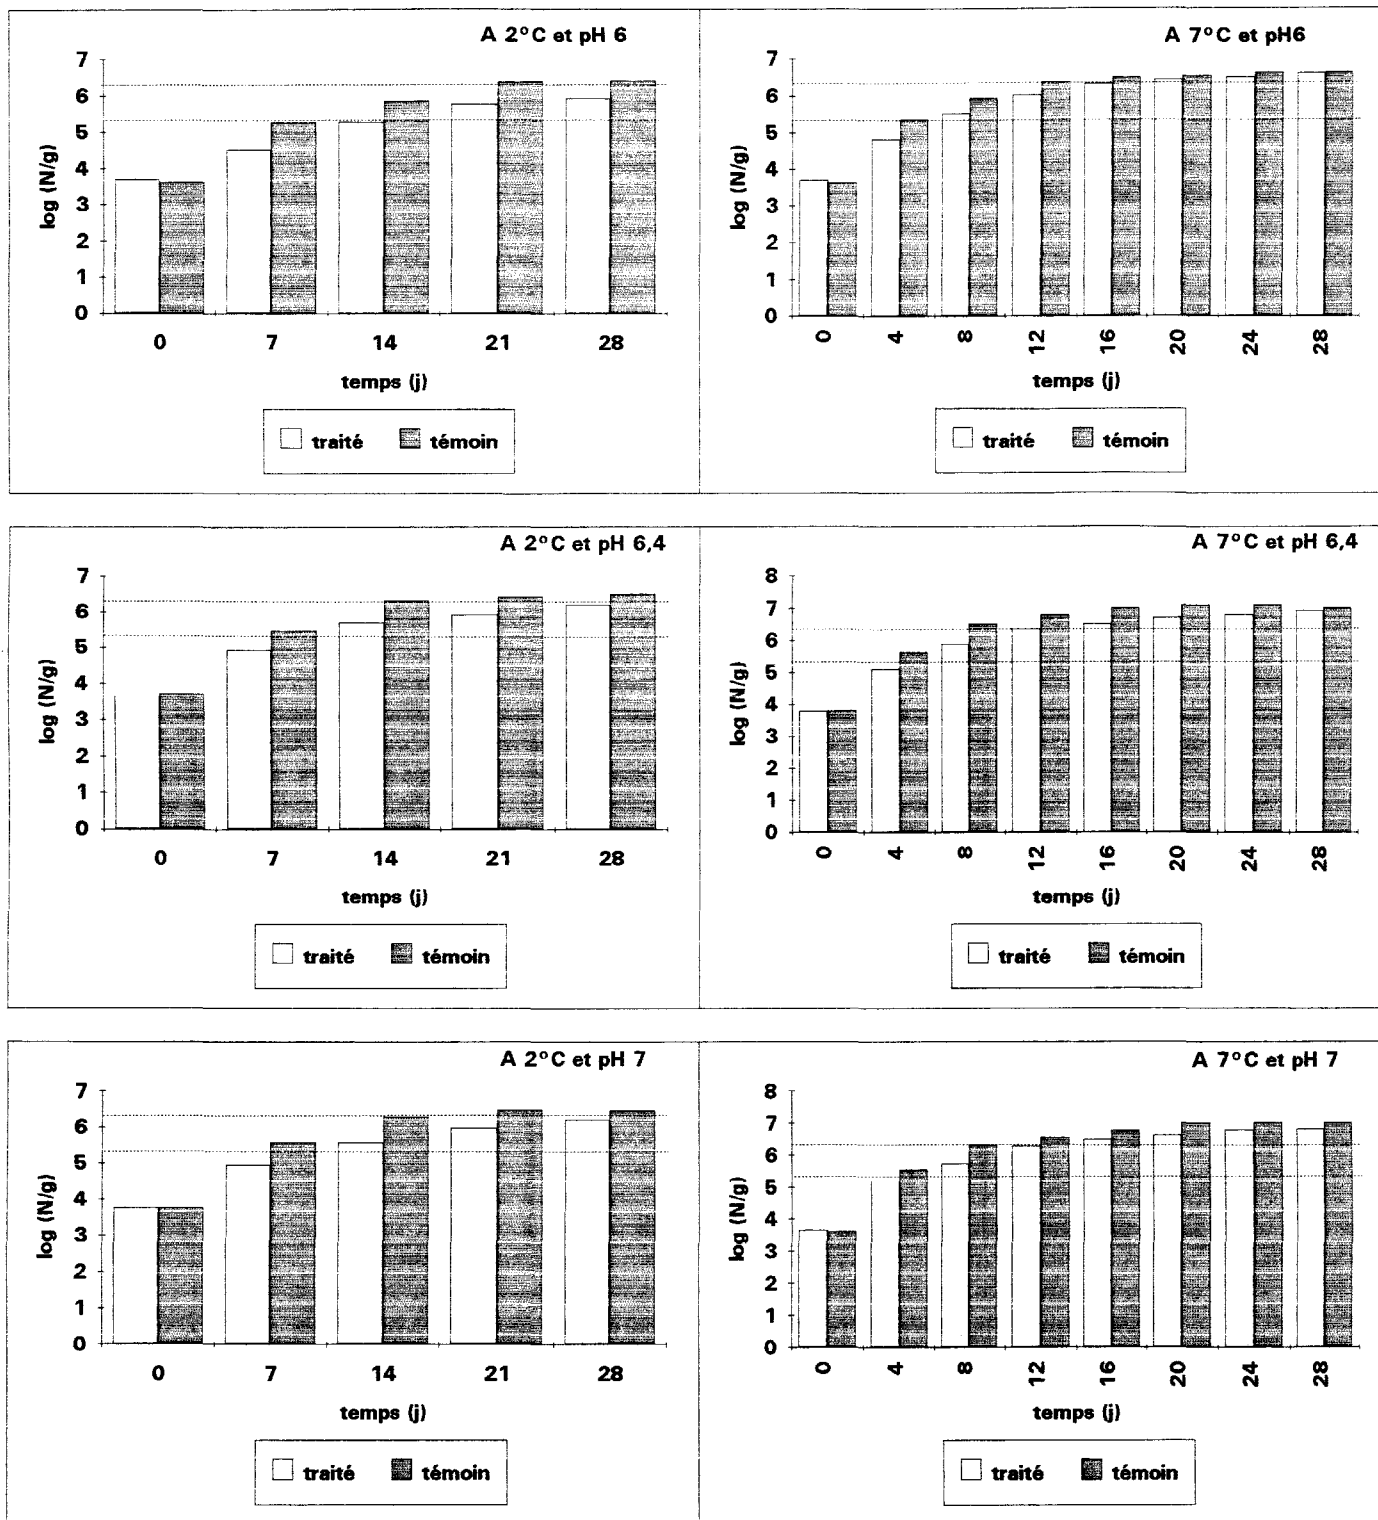 A 2°C et pH 6
7
6
5
4
3
2
1
0
log (N/g)
0 7 14 21 28
temps (j)
traité témoin
A 7°C et pH6
7
6
5
4
3
2
1
0
log (N/g)
0 4 8 12 16 20 24 28
temps (j)
traité témoin
A 2°C et pH 6,4
7
6
5
4
3
2
1
0
log (N/g)
0 7 14 21 28
temps (j)
traité témoin
A 7°C et pH 6,4
8
7
6
5
4
3
2
1
0
log (N/g)
0 4 8 12 16 20 24 28
temps (j)
traité témoin
A 2°C et pH 7
7
6
5
4
3
2
1
0
log (N/g)
0 7 14 21 28
temps (j)
traité témoin
A 7°C et pH 7
8
7
6
5
4
3
2
1
0
log (N/g)
0 4 8 12 16 20 24 28
temps (j)
traité témoin